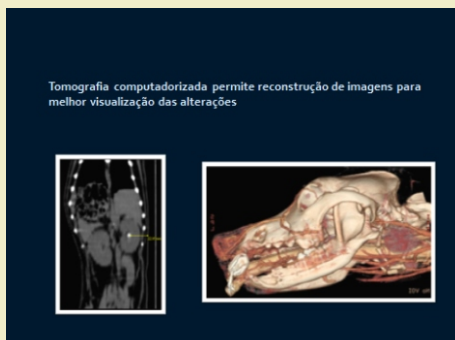 Tomografia computadorizada permite reconstrução de imagens para
melhor visualização das alterações